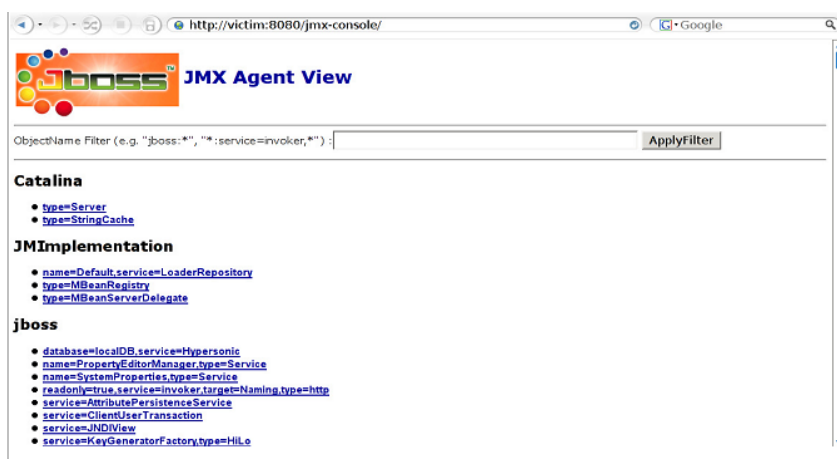 http://victim:8080/jmx-console/
G Google
Jboss™
JMX Agent View
ObjectName Filter (e.g. "jboss:*", "*:service=invoker,*") :
ApplyFilter
Catalina
type=Server
type=StringCache
JMImplementation
name=Default,service=LoaderRepository
type=MBeanRegistry
type=MBeanServerDelegate
jboss
database=localDB,service=Hypersonic
name=PropertyEditorManager,type=Service
name=SystemProperties,type=Service
readonly=true,service=invoker,target=Naming,type=http
service=AttributePersistenceService
service=ClientUserTransaction
service=JNDIView
service=KeyGeneratorFactory,type=HiLo